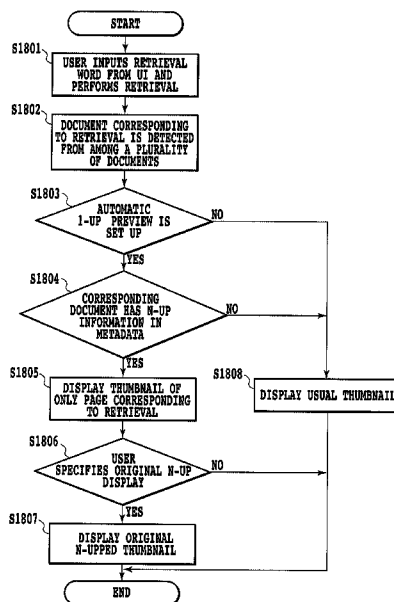 START
S1801
USER INPUTS RETRIEVAL
WORD FROM UI AND
PERFORMS RETRIEVAL
S1802
DOCUMENT CORRESPONDING
TO RETRIEVAL IS DETECTED
FROM AMONG A PLURALITY
OF DOCUMENTS
S1803
AUTOMATIC
1-UP PREVIEW IS
SET UP
NO
YES
S1804
CORRESPONDING
DOCUMENT HAS N-UP
INFORMATION IN
METADATA
NO
YES
S1805
DISPLAY THUMBNAIL OF
ONLY PAGE CORRESPONDING
TO RETRIEVAL
S1808
DISPLAY USUAL THUMBNAIL
S1806
USER
SPECIFIES ORIGINAL N-UP
DISPLAY
NO
YES
S1807
DISPLAY ORIGINAL
N-UPPED THUMBNAIL
END